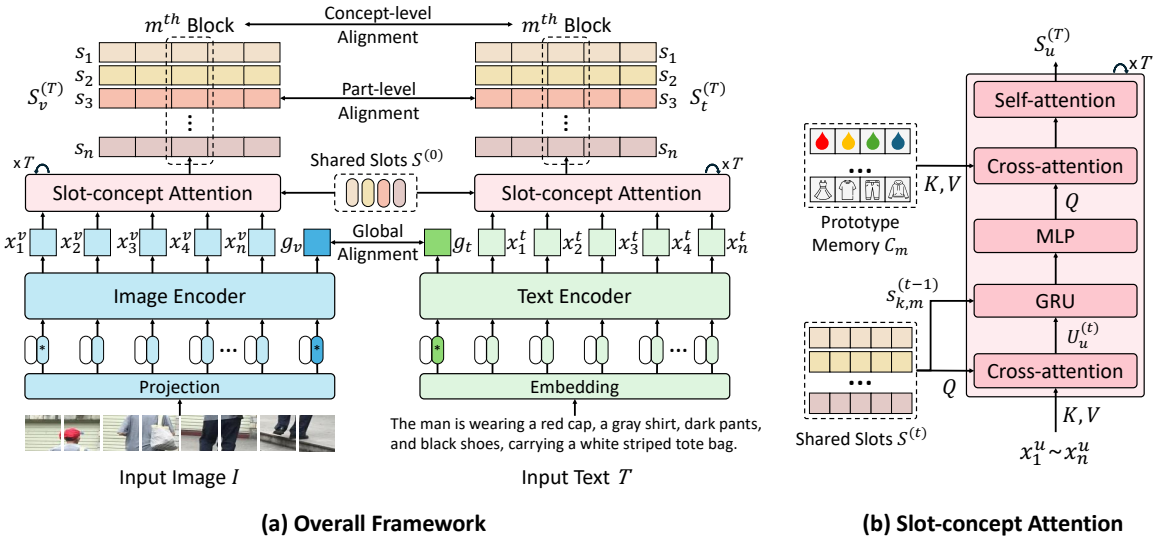 Concept-level
Alignment
m^{th} Block
m^{th} Block
s_1
s_2
s_3
s_n
S_v^{(T)}
Part-level
Alignment
s_1
s_2
s_3
s_n
S_t^{(T)}
...
...
x T
x T
Shared Slots S^{(0)}
Slot-concept Attention
Slot-concept Attention
x_1^v x_2^v x_3^v x_4^v x_n^v g_v
Global
Alignment
g_t x_1^t x_2^t x_3^t x_4^t x_n^t
Image Encoder
Text Encoder
* ... *
* ...
Projection
Embedding
The man is wearing a red cap, a gray shirt, dark pants,
and black shoes, carrying a white striped tote bag.
Input Image I
Input Text T
(a) Overall Framework
S_u^{(T)}
x T
Self-attention
Cross-attention
K, V
Q
...
Prototype
Memory C_m
MLP
s_{k,m}^{(t-1)}
GRU
U_u^{(t)}
Cross-attention
Q
...
Shared Slots S^{(t)}
K, V
x_1^u ~ x_n^u
(b) Slot-concept Attention